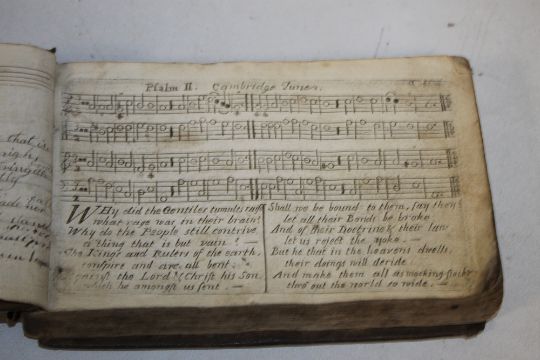 Psalm II. Cambridge Tune.
WHy did the Gentiles tumults raise
what rage was in their brain?
Why do the People still contrive
a thing that is but vain? —
The Kings and Rulers of the earth,
conspire and are all bent:
Against the Lord & Christ his Son,
which he amongst us sent. —
Shall we be bound to them, say they?
let all their Bonds be broke
And of their Doctrine & their law
let us reject the yoke. —
But he that in the heavens dwells,
their doings will deride
And make them all as mocking stocks
thro' out the world so wide. —
that is